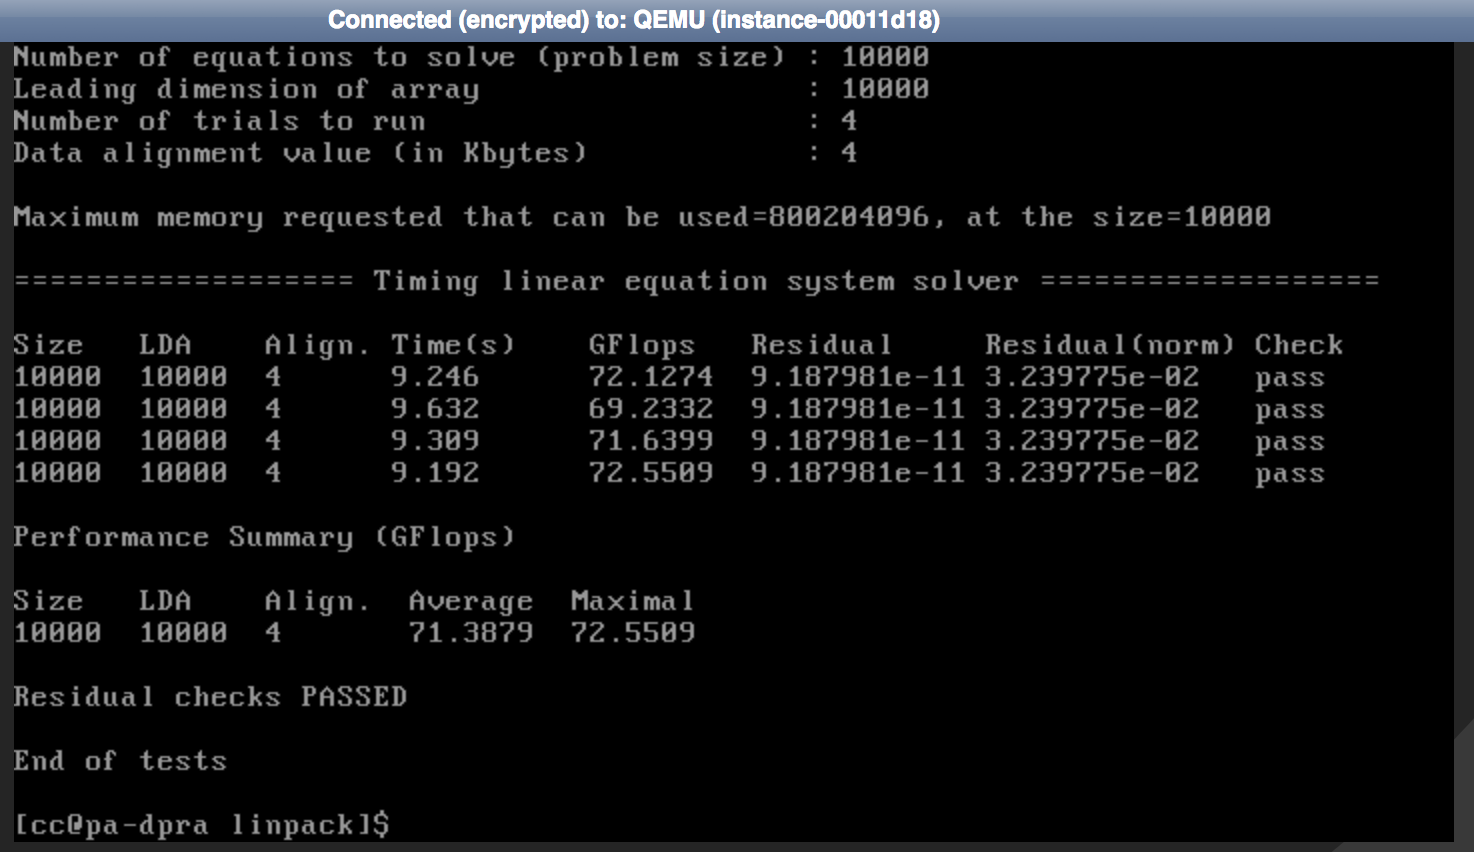 Connected (encrypted) to: QEMU (instance-00011d18)
Number of equations to solve (problem size) : 10000
Leading dimension of array : 10000
Number of trials to run : 4
Data alignment value (in Kbytes) : 4
Maximum memory requested that can be used=800204096, at the size=10000
=================== Timing linear equation system solver ===================
Size LDA Align. Time(s) GFlops Residual Residual(norm) Check
10000 10000 4 9.246 72.1274 9.187981e-11 3.239775e-02 pass
10000 10000 4 9.632 69.2332 9.187981e-11 3.239775e-02 pass
10000 10000 4 9.309 71.6399 9.187981e-11 3.239775e-02 pass
10000 10000 4 9.192 72.5509 9.187981e-11 3.239775e-02 pass
Performance Summary (GFlops)
Size LDA Align. Average Maximal
10000 10000 4 71.3879 72.5509
Residual checks PASSED
End of tests
[cc@pa-dpra linpack]$